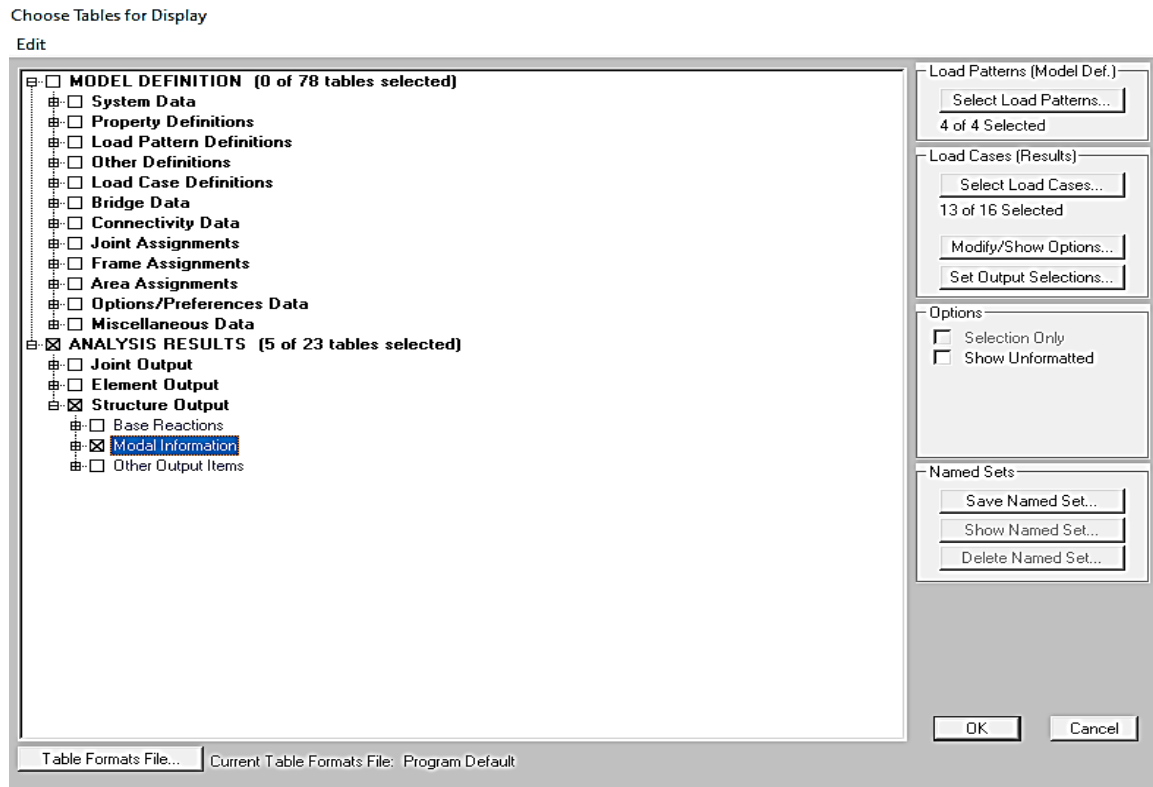 Choose Tables for Display
Edit
MODEL DEFINITION (0 of 78 tables selected)
System Data
Property Definitions
Load Pattern Definitions
Other Definitions
Load Case Definitions
Bridge Data
Connectivity Data
Joint Assignments
Frame Assignments
Area Assignments
Options/Preferences Data
Miscellaneous Data
ANALYSIS RESULTS (5 of 23 tables selected)
Joint Output
Element Output
Structure Output
Base Reactions
Modal Information
Other Output Items
Load Patterns (Model Def.)
Select Load Patterns...
4 of 4 Selected
Load Cases (Results)
Select Load Cases...
13 of 16 Selected
Modify/Show Options...
Set Output Selections...
Options
Selection Only
Show Unformatted
Named Sets
Save Named Set...
Show Named Set...
Delete Named Set...
OK
Cancel
Table Formats File...
Current Table Formats File: Program Default